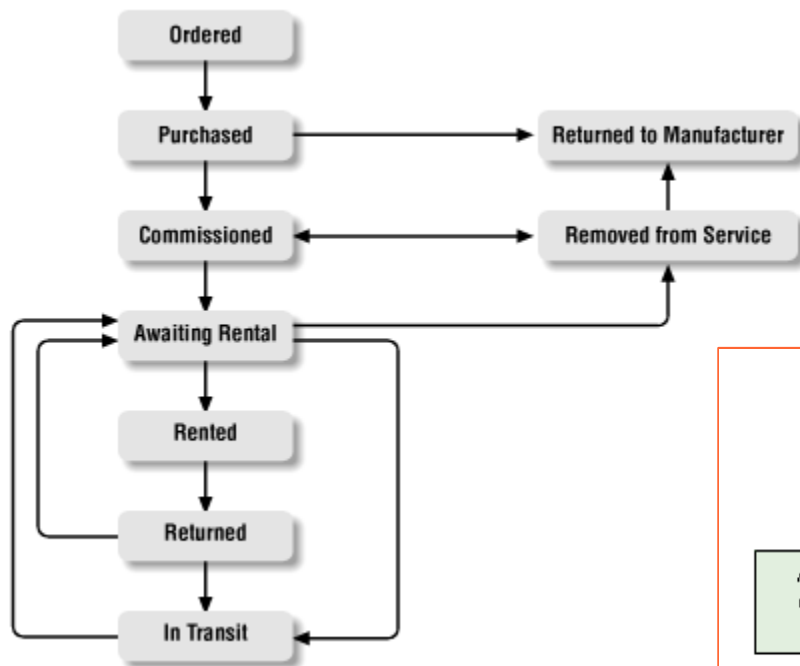 Ordered
Purchased
Returned to Manufacturer
Commissioned
Removed from Service
Awaiting Rental
Rented
Returned
In Transit